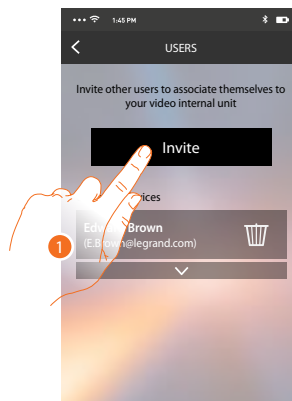 1:45 PM
USERS
Invite other users to associate themselves to
your video internal unit
Invite
Brown
@legrand.com)
1